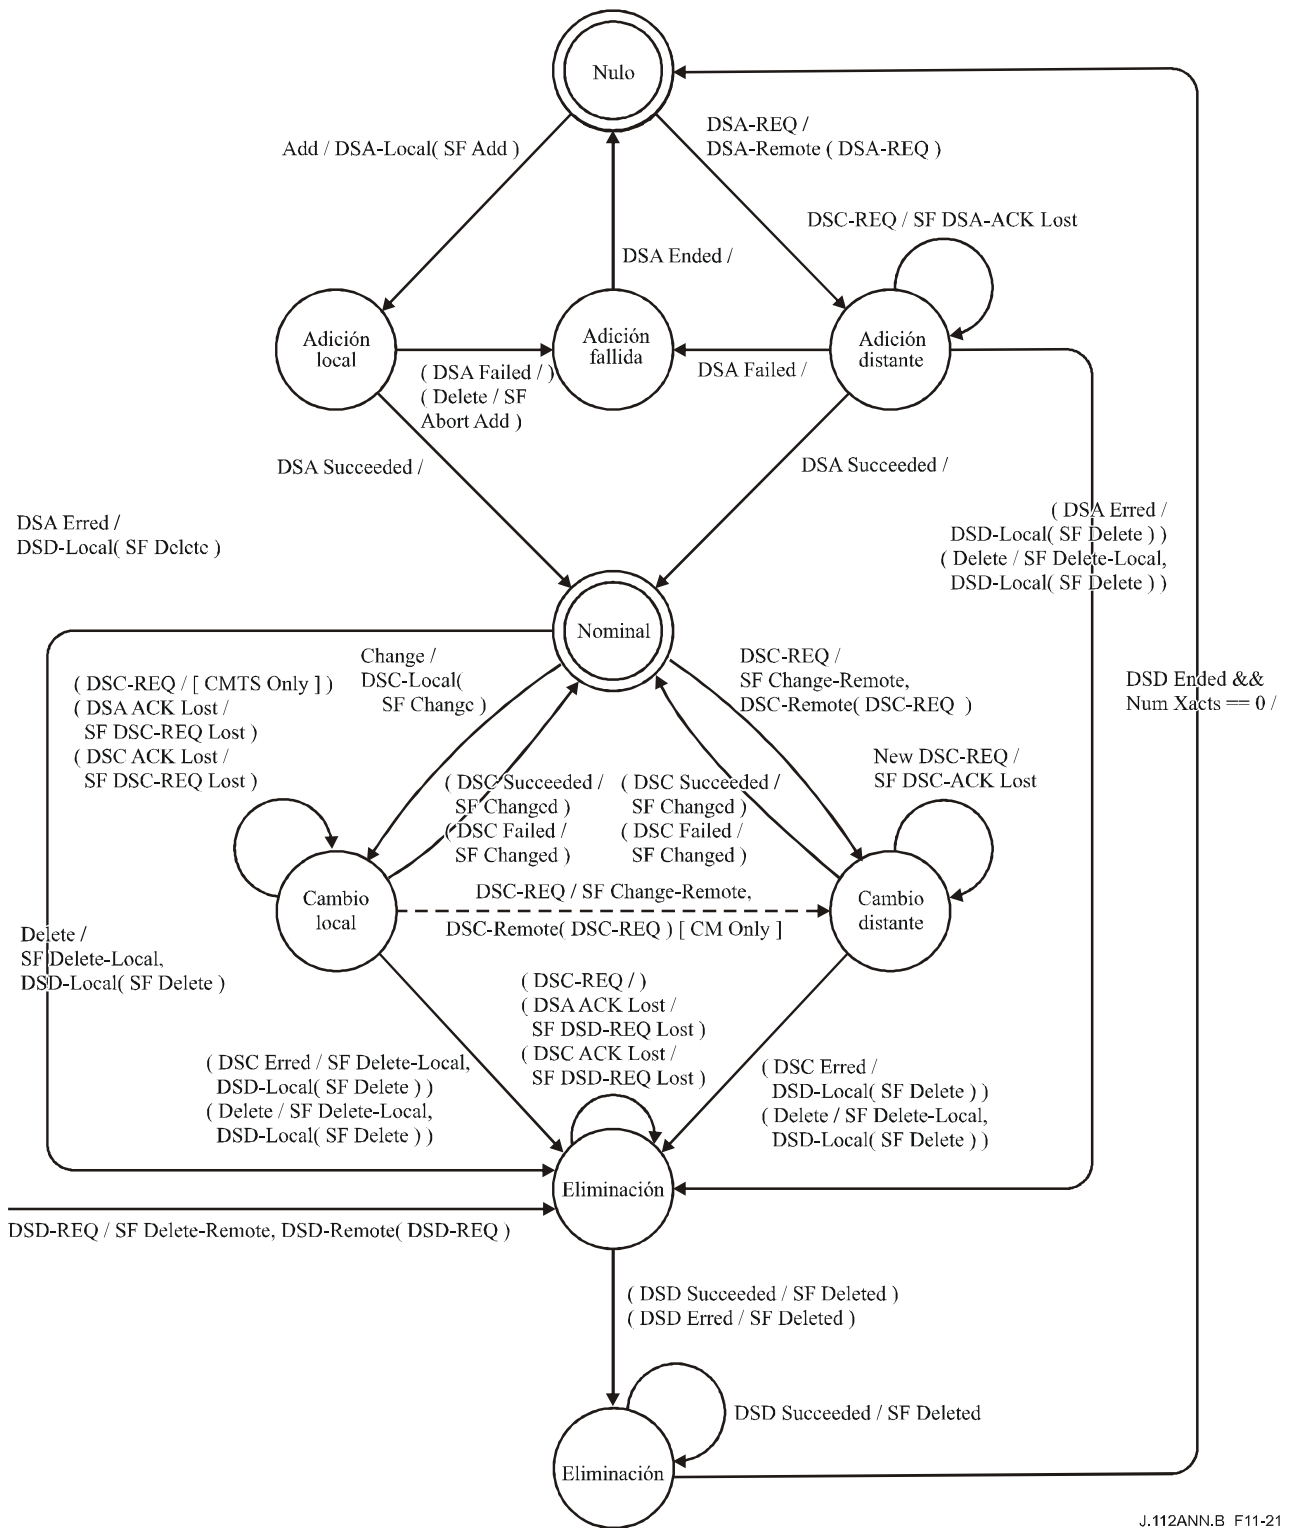 Nulo
Add / DSA-Local( SF Add )
DSA-REQ /
DSA-Remote ( DSA-REQ )
DSC-REQ / SF DSA-ACK Lost
DSA Ended /
Adición
local
Adición
fallida
Adición
distante
( DSA Failed / )
( Delete / SF
Abort Add )
DSA Failed /
DSA Succeeded /
DSA Succeeded /
DSA Erred /
DSD-Local( SF Delete )
( DSA Erred /
DSD-Local( SF Delete ) )
( Delete / SF Delete-Local,
DSD-Local( SF Delete ) )
Nominal
Change /
DSC-Local(
SF Change )
DSC-REQ /
SF Change-Remote,
DSC-Remote( DSC-REQ )
( DSC-REQ / [ CMTS Only ] )
( DSA ACK Lost /
SF DSC-REQ Lost )
( DSC ACK Lost /
SF DSC-REQ Lost )
DSD Ended &&
Num Xacts == 0 /
New DSC-REQ /
SF DSC-ACK Lost
( DSC Succeeded /
SF Changed )
( DSC Failed /
SF Changed )
( DSC Succeeded /
SF Changed )
( DSC Failed /
SF Changed )
Cambio
local
DSC-REQ / SF Change-Remote,
DSC-Remote( DSC-REQ ) [ CM Only ]
Cambio
distante
Delete /
SF Delete-Local,
DSD-Local( SF Delete )
( DSC-REQ / )
( DSA ACK Lost /
SF DSD-REQ Lost )
( DSC ACK Lost /
SF DSD-REQ Lost )
( DSC Erred / SF Delete-Local,
DSD-Local( SF Delete ) )
( Delete / SF Delete-Local,
DSD-Local( SF Delete ) )
( DSC Erred /
DSD-Local( SF Delete ) )
( Delete / SF Delete-Local,
DSD-Local( SF Delete ) )
Eliminación
DSD-REQ / SF Delete-Remote, DSD-Remote( DSD-REQ )
( DSD Succeeded / SF Deleted )
( DSD Erred / SF Deleted )
DSD Succeeded / SF Deleted
Eliminación
J.112ANN.B F11-21